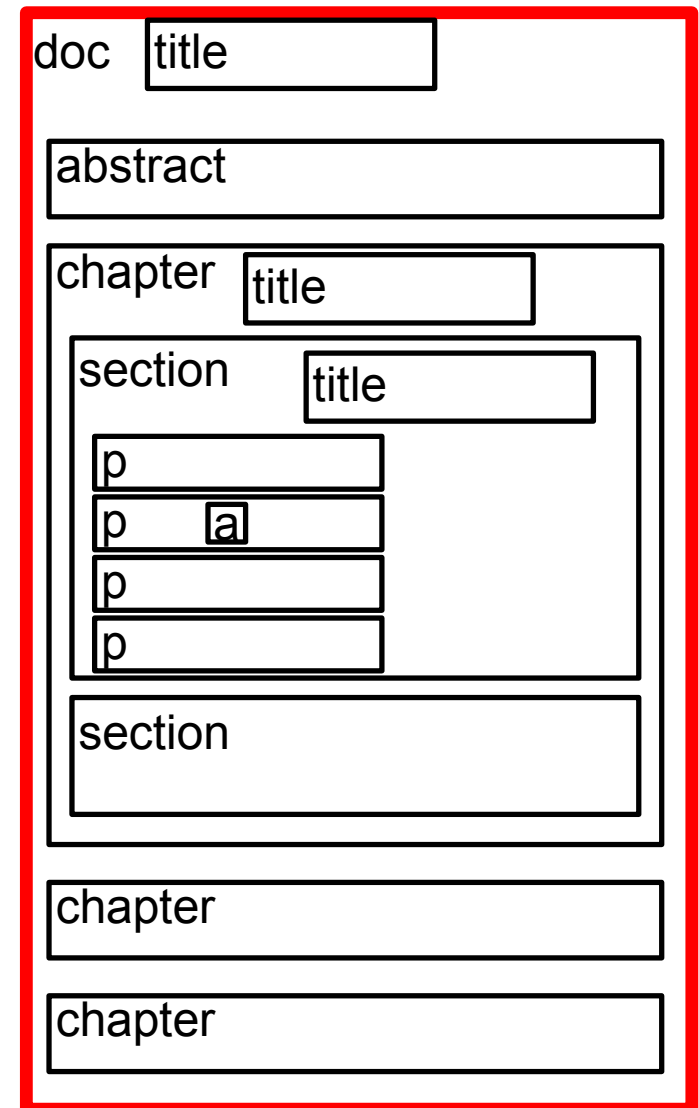 doc title
abstract
chapter title
section title
p
p a
p
p
section
chapter
chapter